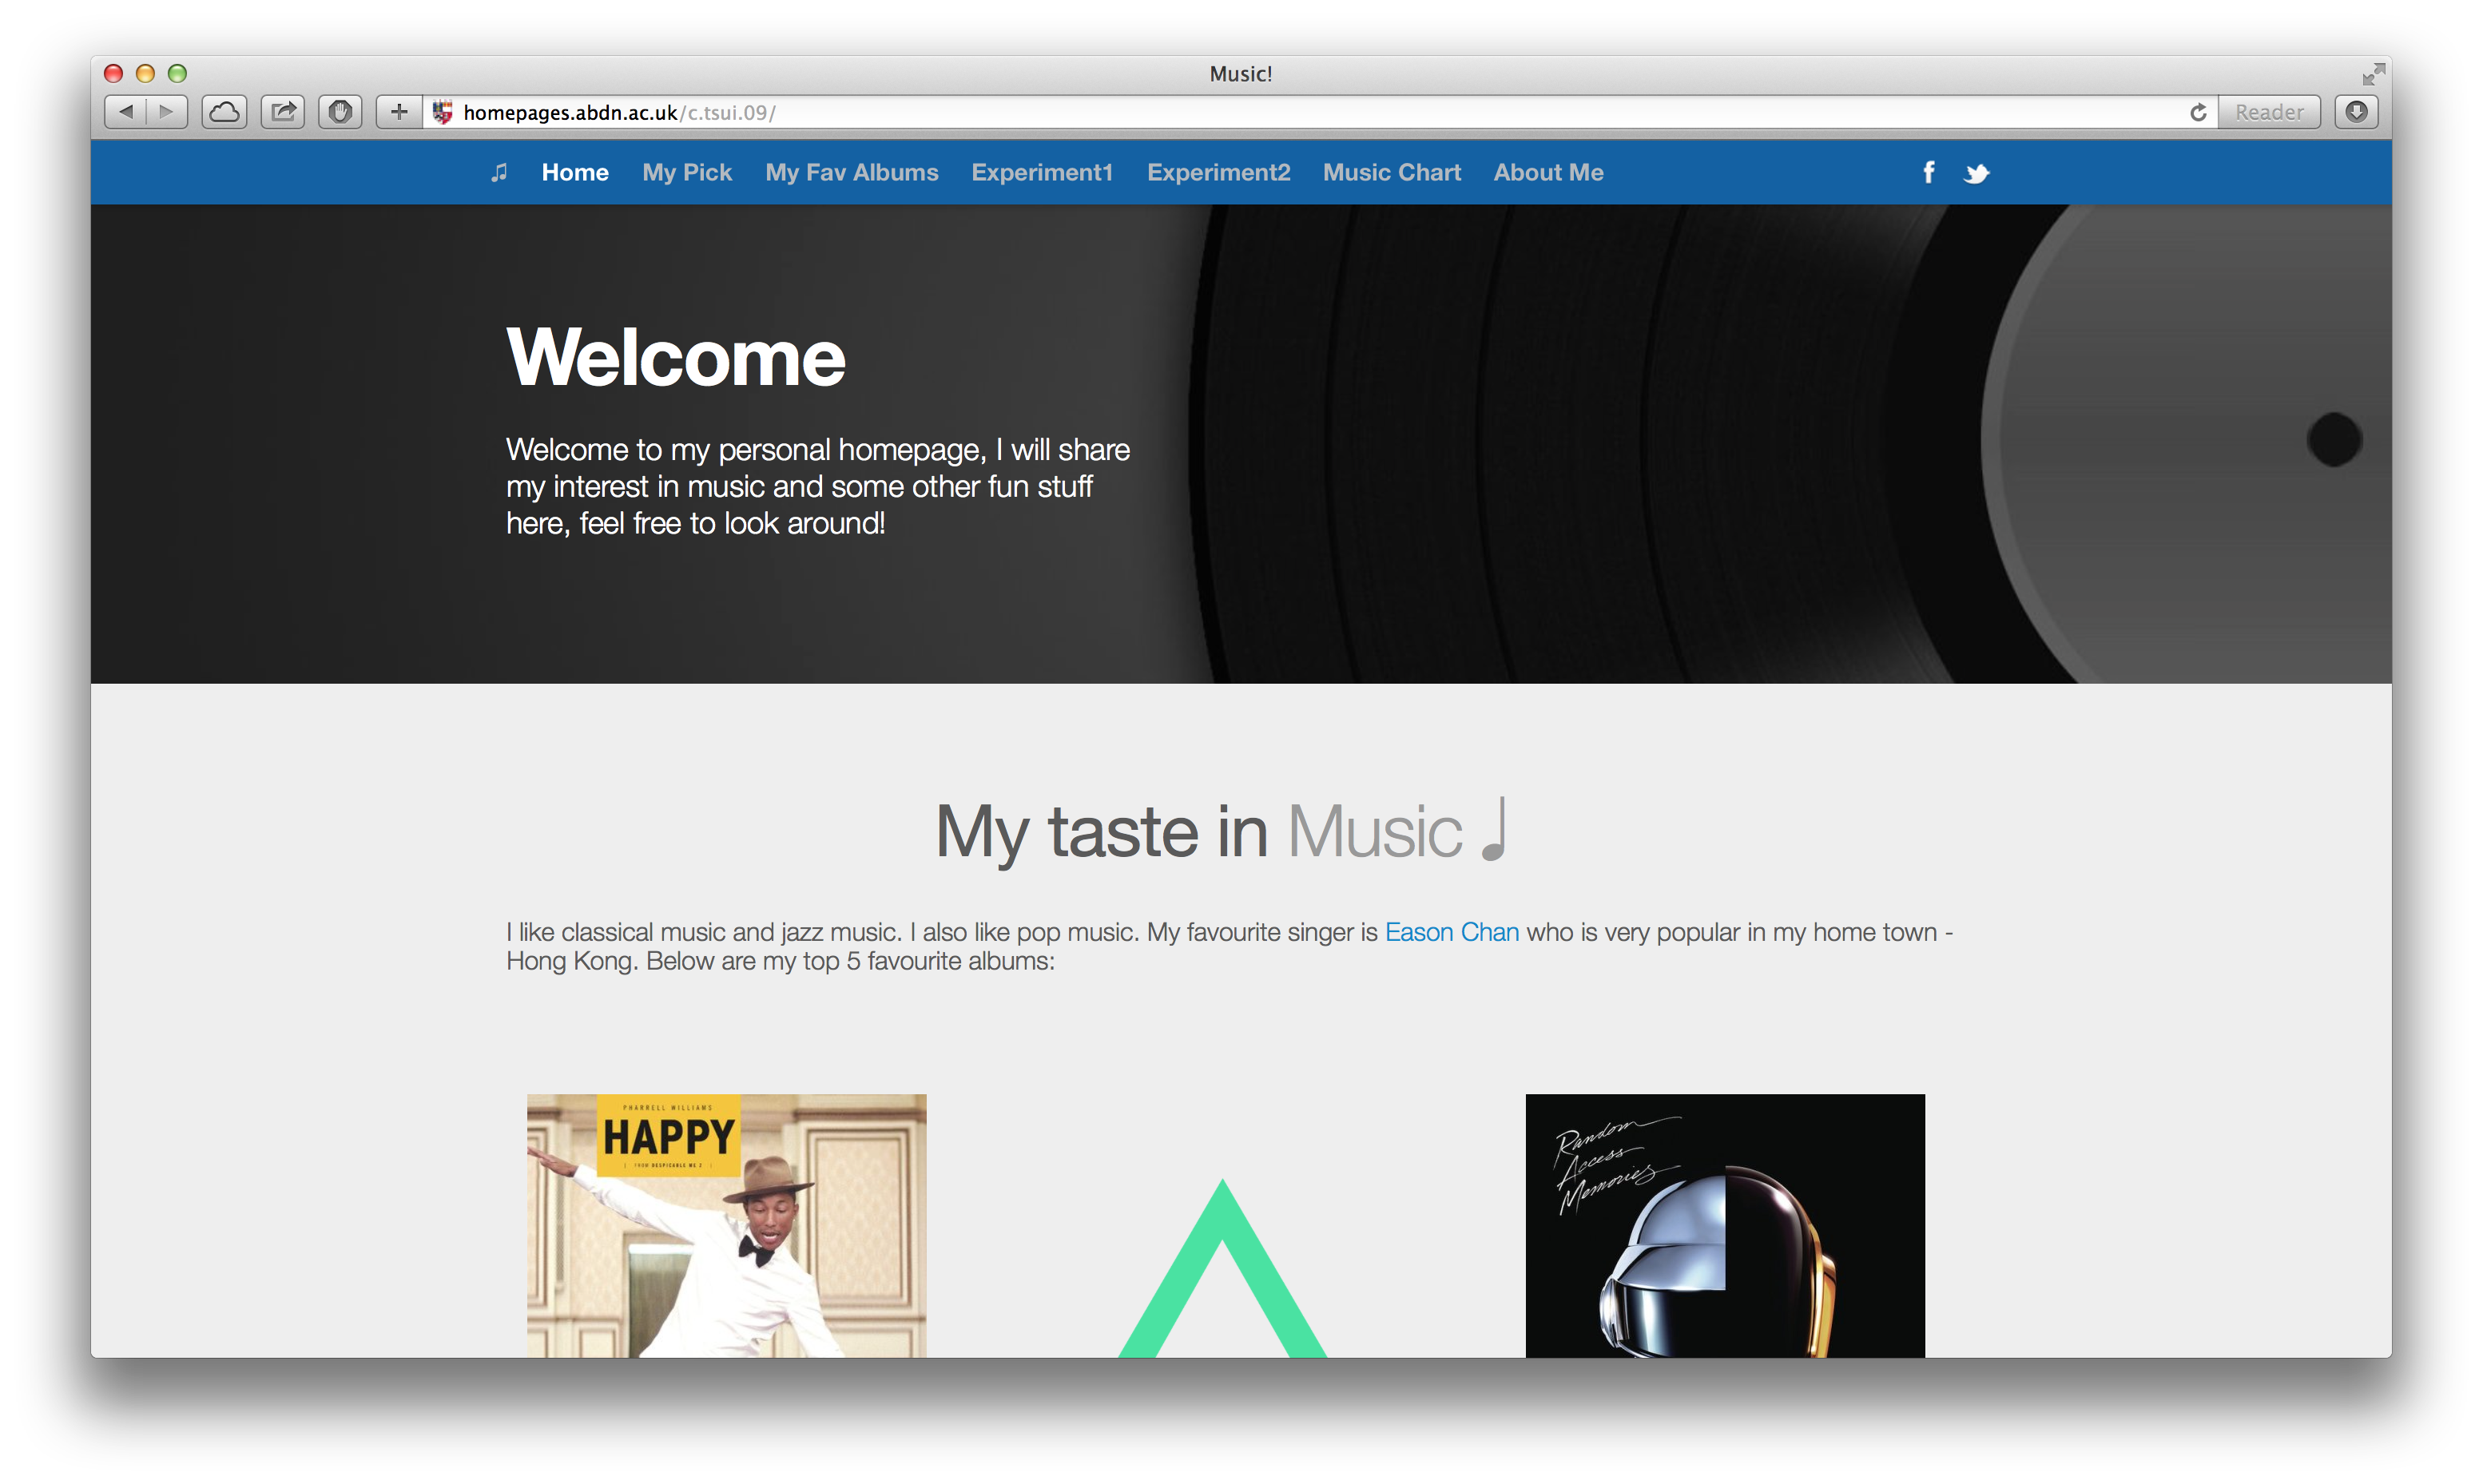 Music!
homepages.abdn.ac.uk/c.tsui.09/
Reader
♫ Home My Pick My Fav Albums Experiment1 Experiment2 Music Chart About Me
Welcome
Welcome to my personal homepage, I will share
my interest in music and some other fun stuff
here, feel free to look around!
My taste in Music ♩
I like classical music and jazz music. I also like pop music. My favourite singer is Eason Chan who is very popular in my home town -
Hong Kong. Below are my top 5 favourite albums:
PHARRELL WILLIAMS
HAPPY
FROM DESPICABLE ME 2
Random
Access
Memories